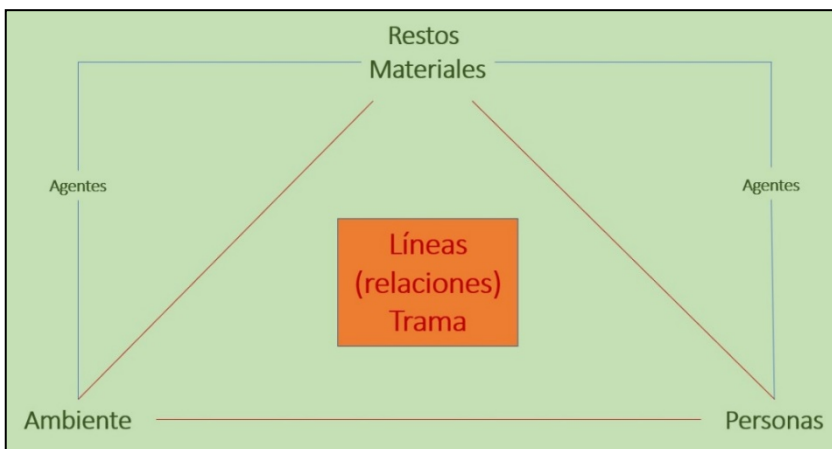 Restos
Materiales
Agentes
Agentes
Líneas
(relaciones)
Trama
Ambiente
Personas